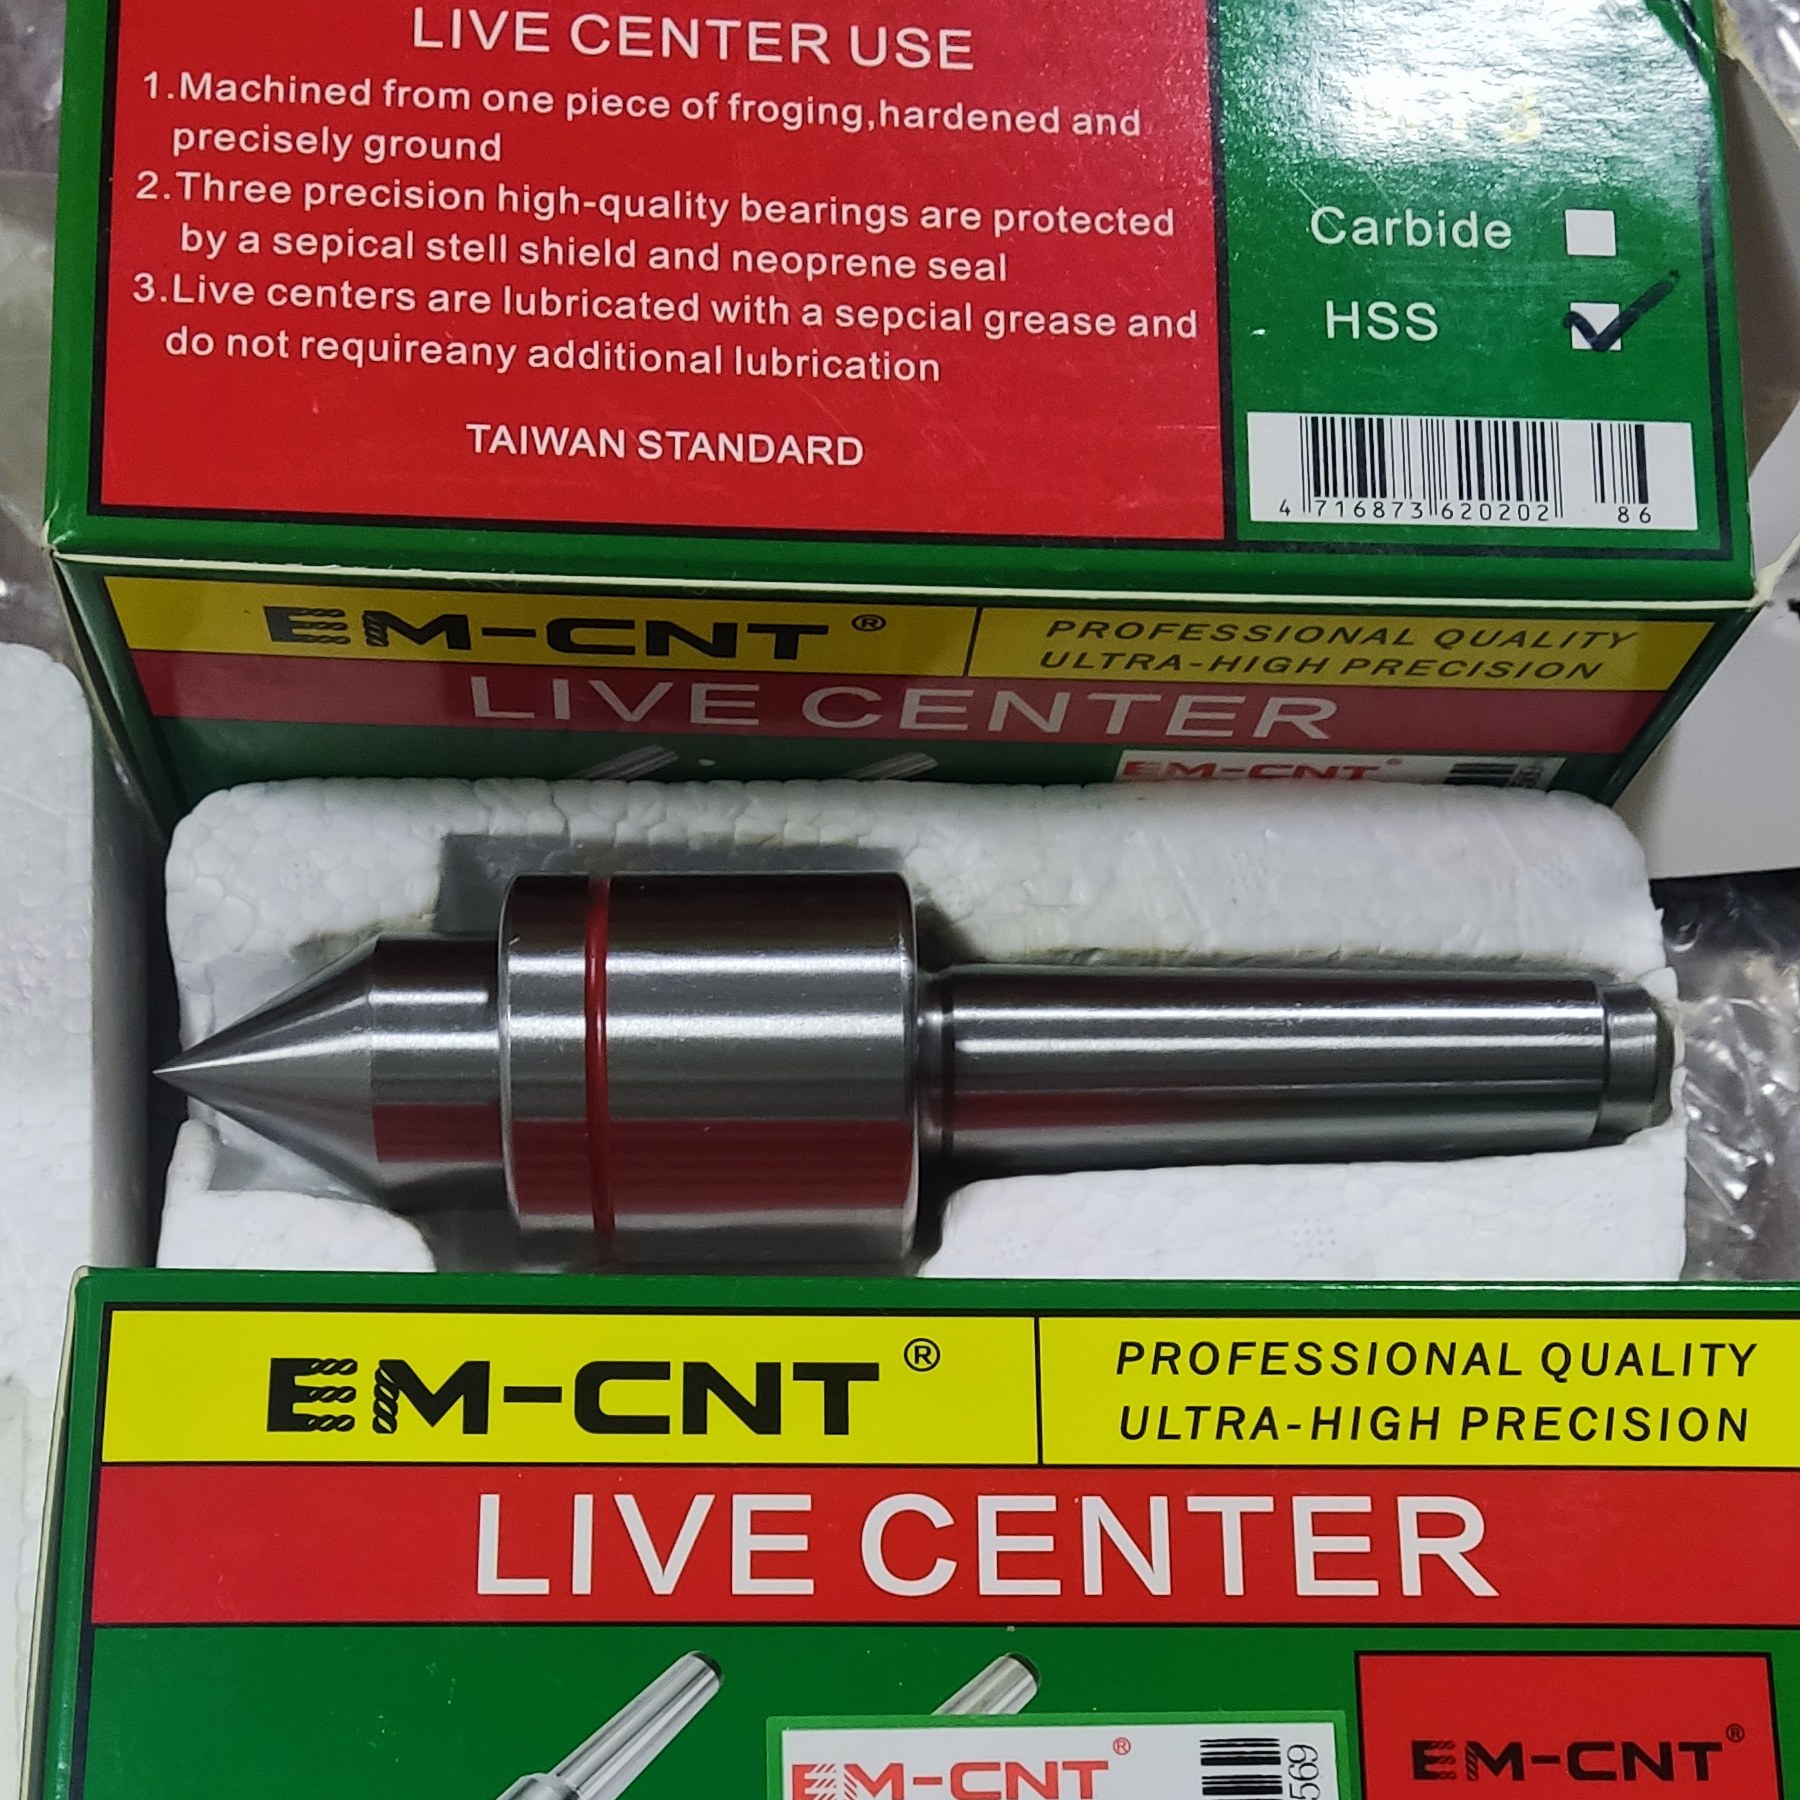 LIVE CENTER USE
1.Machined from one piece of froging,hardened and
precisely ground
2.Three precision high-quality bearings are protected
by a sepical stell shield and neoprene seal
3.Live centers are lubricated with a sepcial grease and
do not requireany additional lubrication
TAIWAN STANDARD
Carbide
HSS
4 716873 620202 86
EM-CNT®
PROFESSIONAL QUALITY
ULTRA-HIGH PRECISION
LIVE CENTER
EM-CNT®
EM-CNT®
PROFESSIONAL QUALITY
ULTRA-HIGH PRECISION
LIVE CENTER
EM-CNT®
569
EM-CNT®